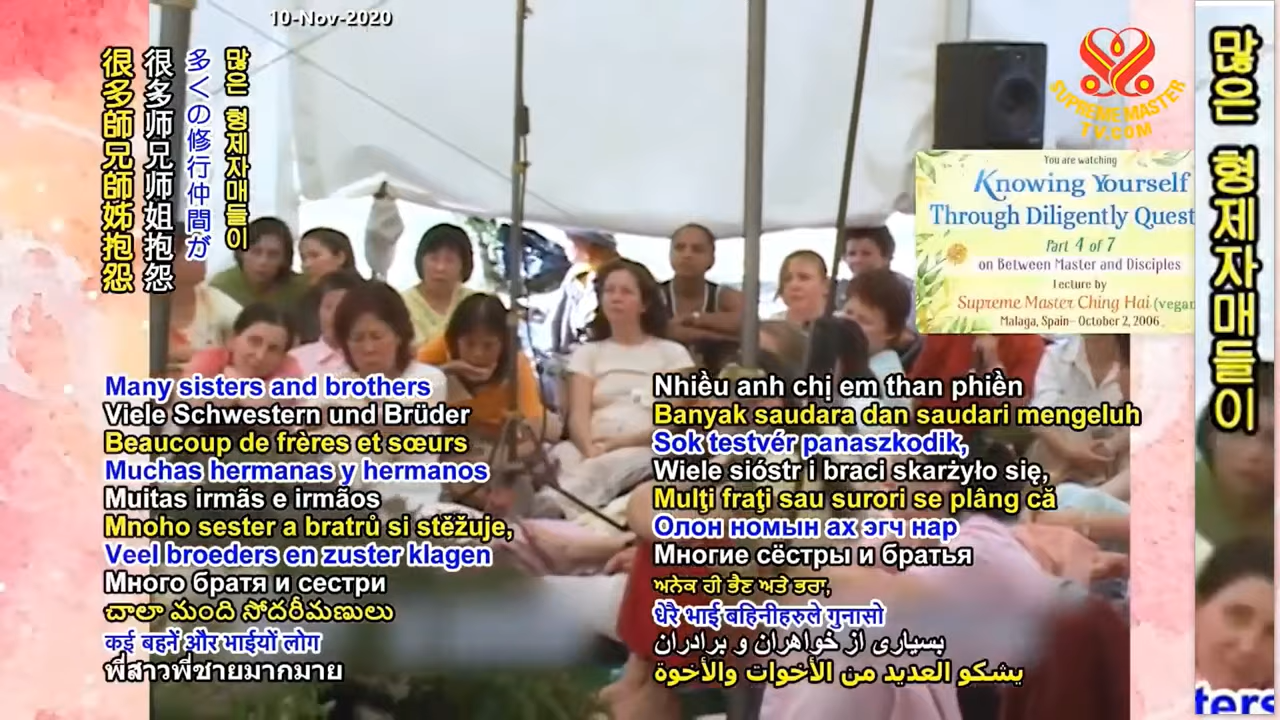 10-Nov-2020
많은 형제자매들이
多くの修行仲間が
很多师兄师姐抱怨
很多師兄師姊抱怨
SUPREME MASTER
TV.COM
You are watching
Knowing Yourself
Through Diligently Quest
Part 4 of 7
on Between Master and Disciples
Lecture by
Supreme Master Ching Hai (vegan
Malaga, Spain– October 2, 2006
많은 형제자매들이
Many sisters and brothers
Viele Schwestern und Brüder
Beaucoup de frères et sœurs
Muchas hermanas y hermanos
Muitas irmãs e irmãos
Mnoho sester a bratrů si stěžuje,
Veel broeders en zuster klagen
Много братя и сестри
చాలా మంది సోదరీమణులు
कई बहनें और भाईयों लोग
พี่สาวพี่ชายมากมาย
Nhiều anh chị em than phiền
Banyak saudara dan saudari mengeluh
Sok testvér panaszkodik,
Wiele sióstr i braci skarżyło się,
Mulţi fraţi sau surori se plâng că
Олон номын ах эгч нар
Многие сёстры и братья
ਅਨੇਕ ਹੀ ਭੈਣ ਅਤੇ ਭਰਾ,
धेरै भाई बहिनीहरुले गुनासो
بسیاری از خواهران و برادران
يشكو العديد من الأخوات والأخوة
ters